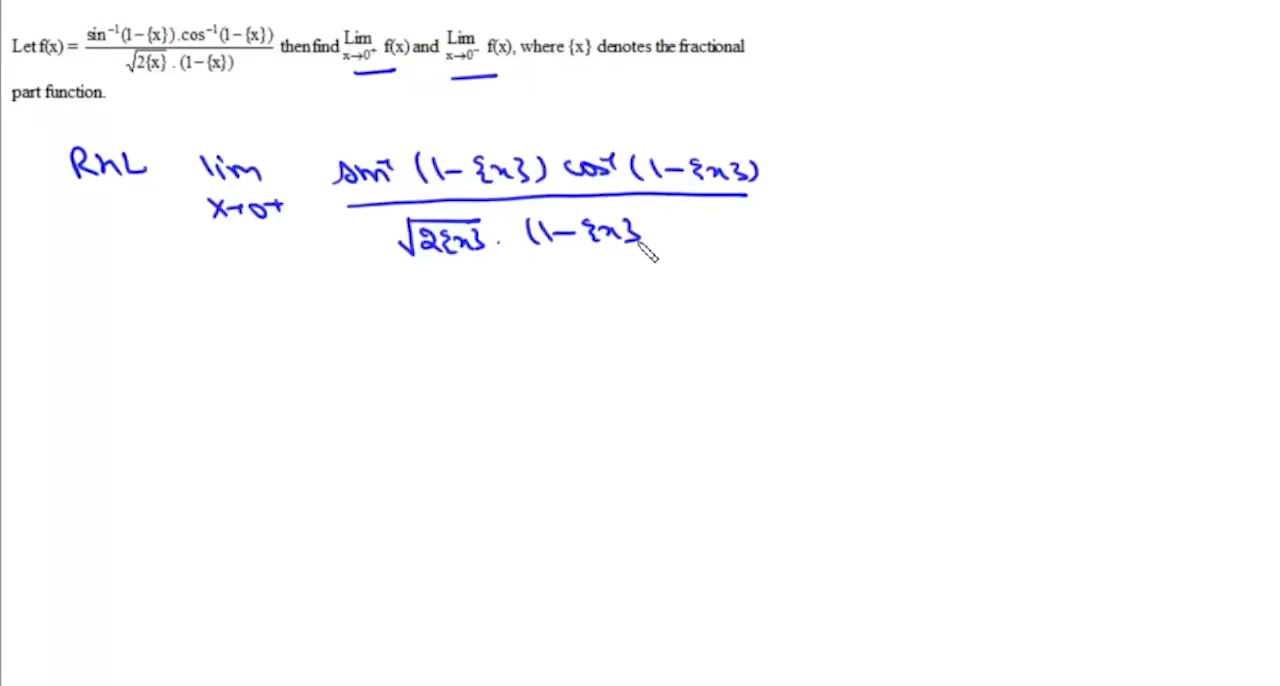 Let f(x) = sin⁻¹(1−{x}).cos⁻¹(1−{x}) / √2{x} . (1−{x}) then find Lim x→0⁺ f(x) and Lim x→0⁻ f(x), where {x} denotes the fractional
part function.
RHL lim x→0+ sin⁻¹ (1−{x}) cos⁻¹ (1−{x}) / √2{x} . (1−{x}